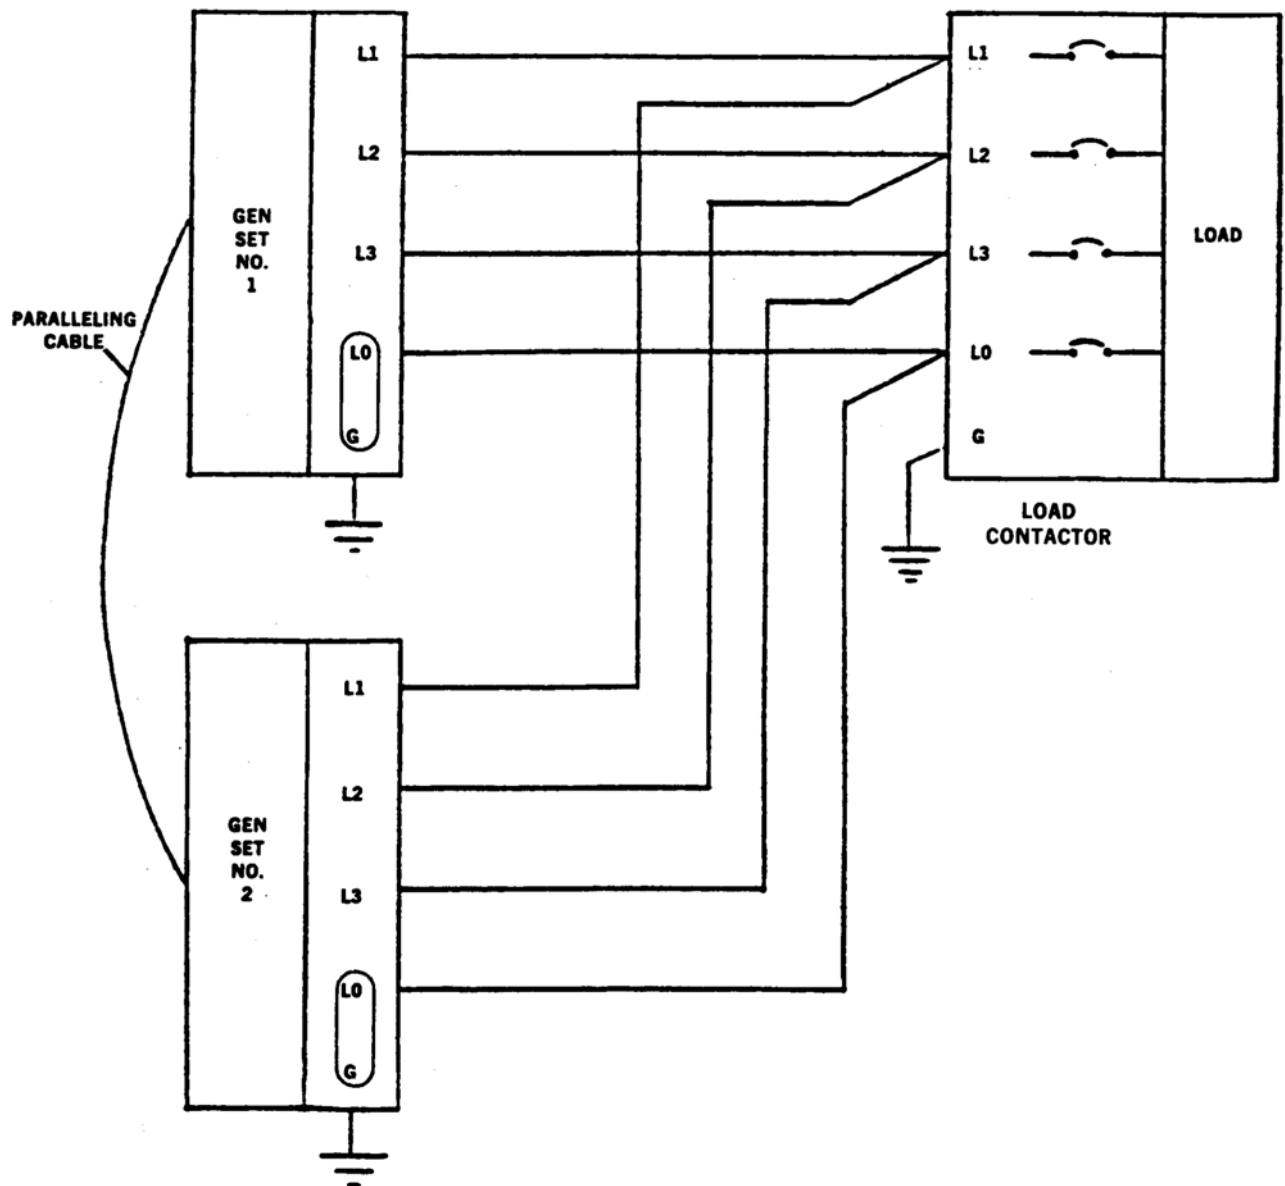 L1
L2
L3
L0
G
GEN
SET
NO.
1
PARALLELING
CABLE
L1
L2
L3
L0
G
LOAD
LOAD
CONTACTOR
L1
L2
L3
L0
G
GEN
SET
NO.
2